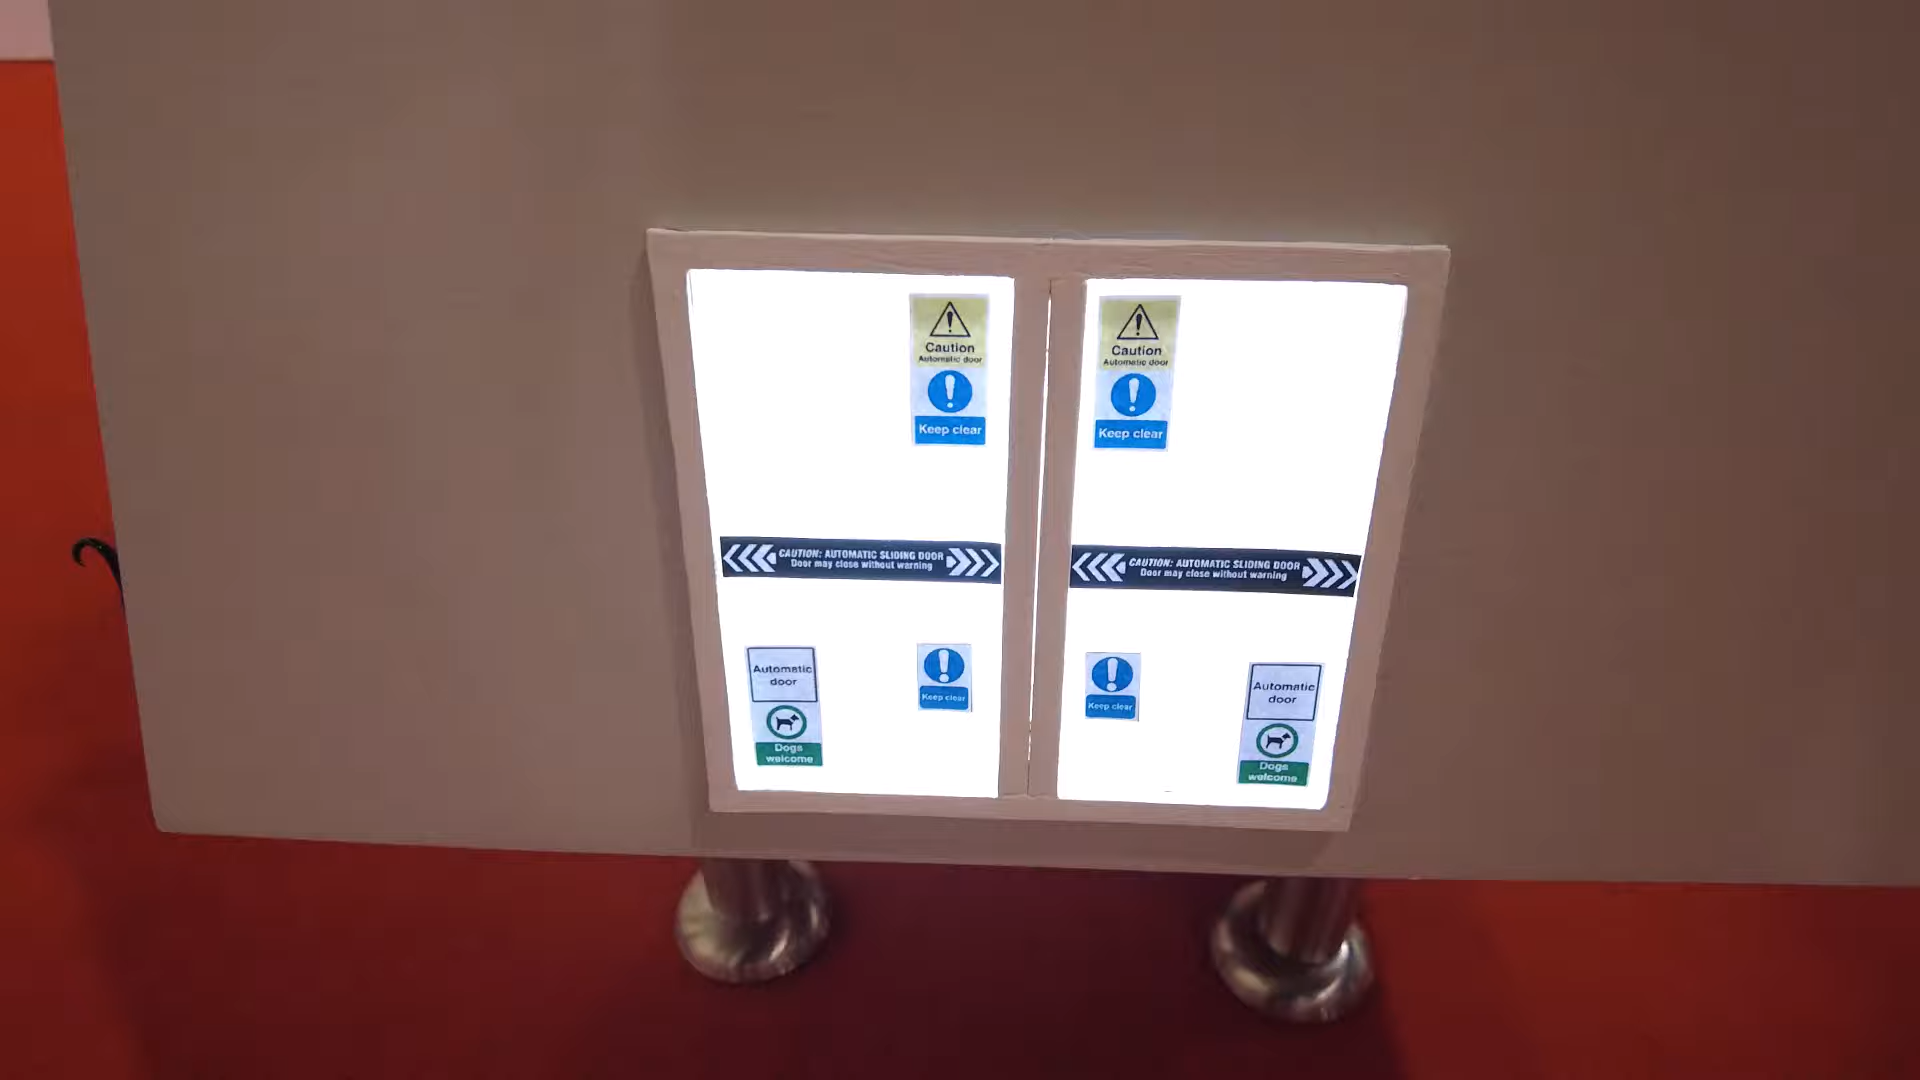 Caution
Automatic door
Keep clear
Caution
Automatic door
Keep clear
CAUTION: AUTOMATIC SLIDING DOOR
Door may close without warning
CAUTION: AUTOMATIC SLIDING DOOR
Door may close without warning
Automatic
door
Dogs
welcome
Keep clear
Keep clear
Automatic
door
Dogs
welcome